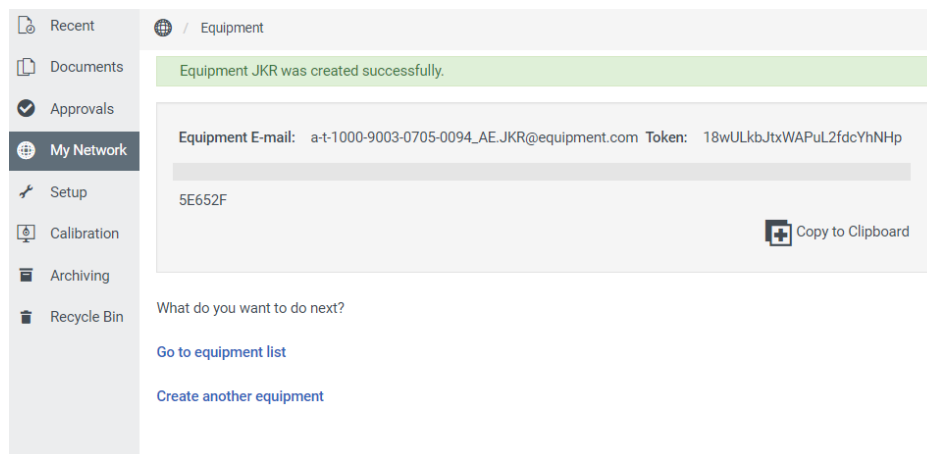 Recent
Documents
Approvals
My Network
Setup
Calibration
Archiving
Recycle Bin
/ Equipment
Equipment JKR was created successfully.
Equipment E-mail: a-t-1000-9003-0705-0094_AE.JKR@equipment.com Token: 18wULkbJtxWAPuL2fdcYhNHp
5E652F
Copy to Clipboard
What do you want to do next?
Go to equipment list
Create another equipment